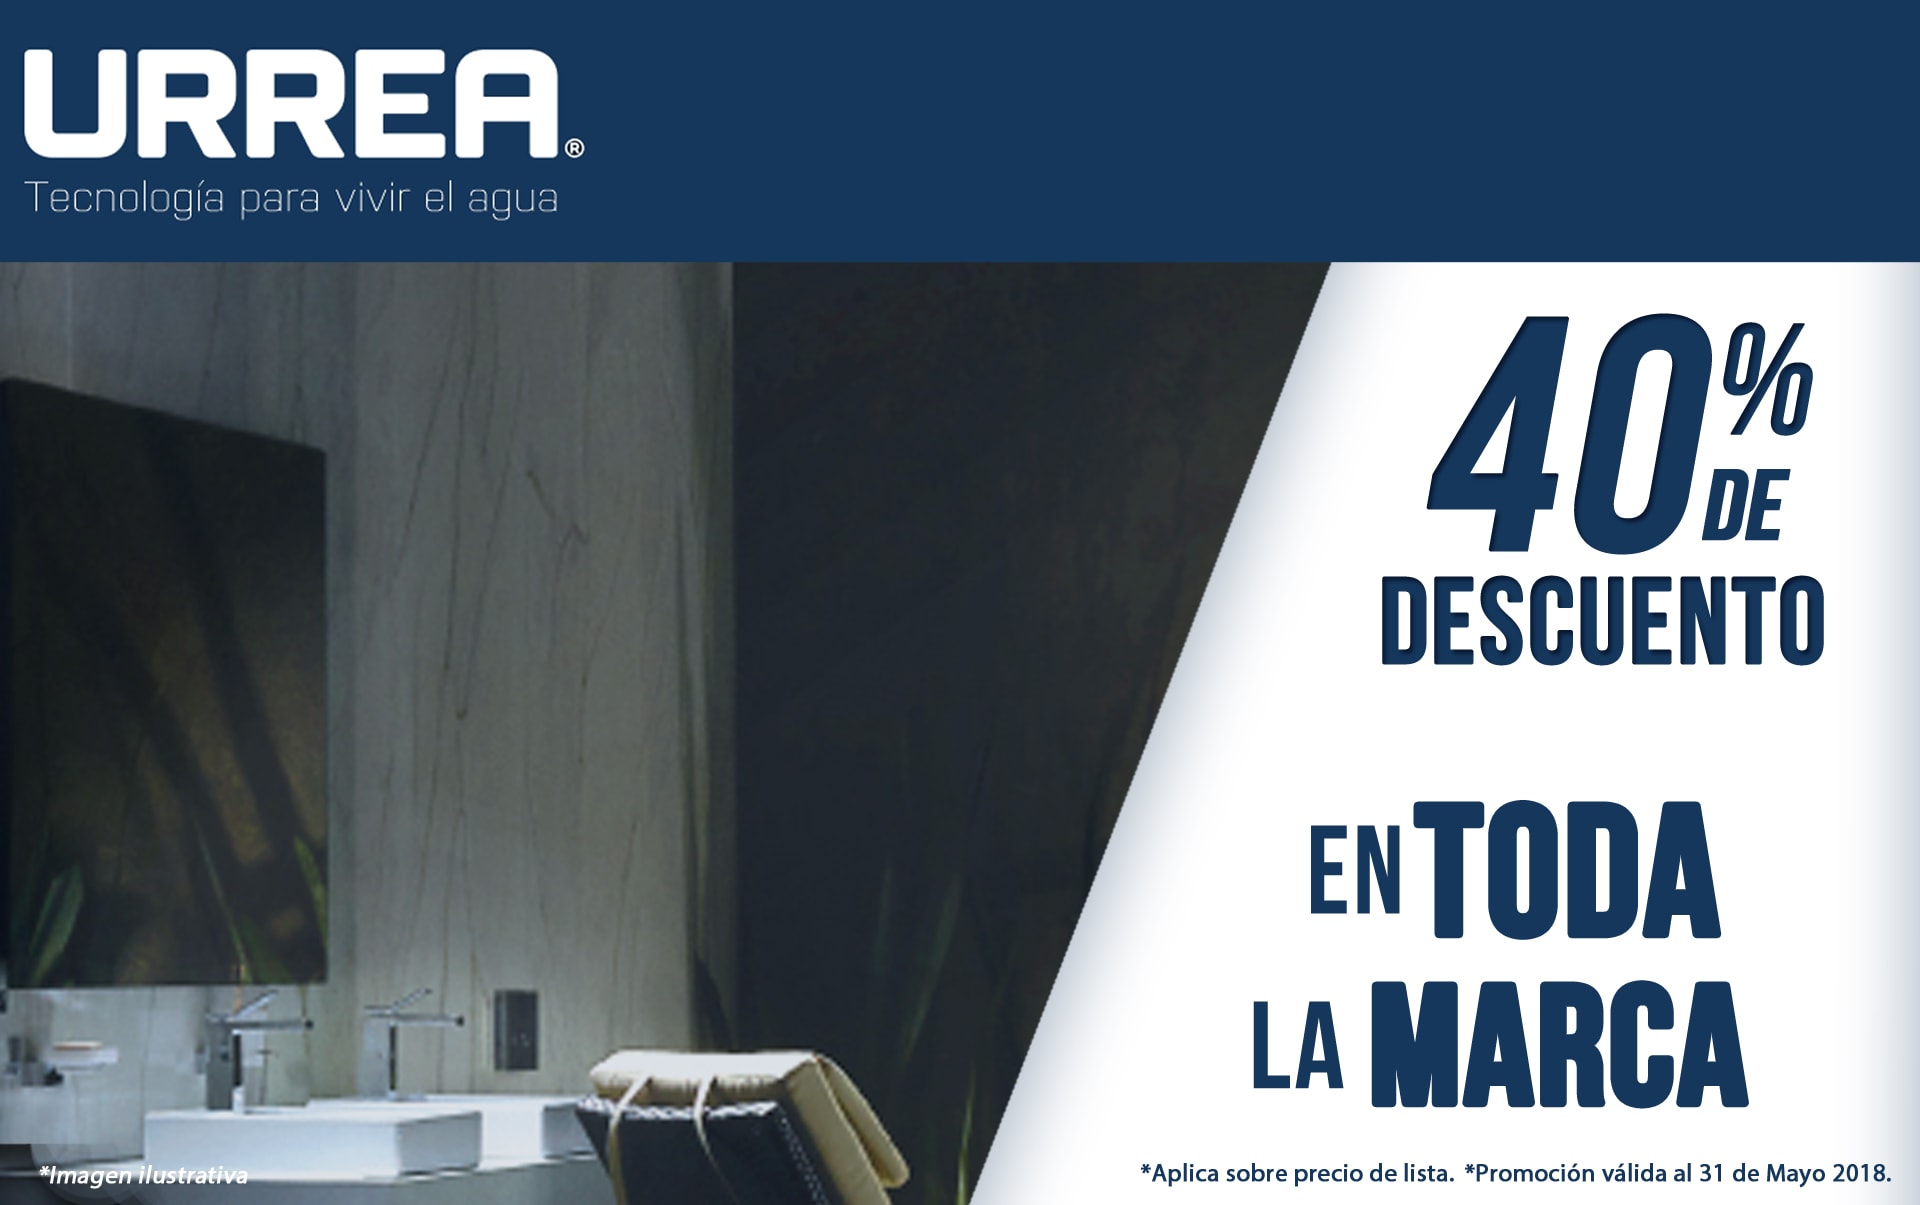 URREA®
Tecnología para vivir el agua
40% DE
DESCUENTO
EN TODA
LA MARCA
*Imagen ilustrativa
*Aplica sobre precio de lista. *Promoción válida al 31 de Mayo 2018.